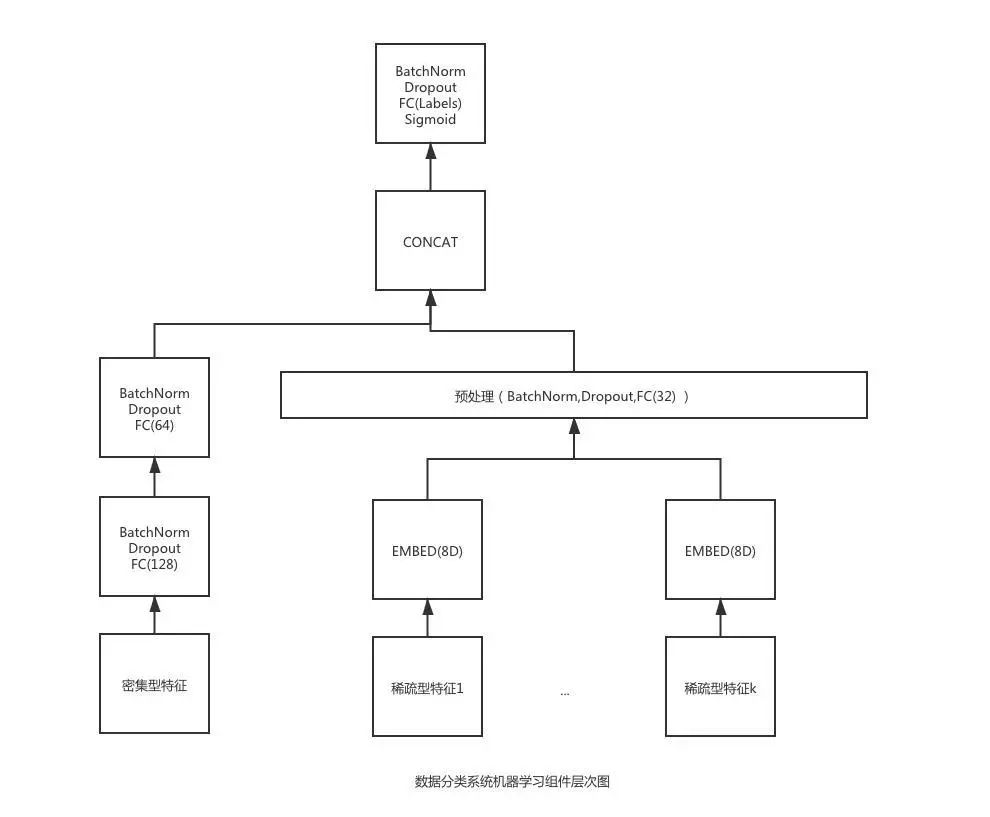 BatchNorm
Dropout
FC(Labels)
Sigmoid
CONCAT
BatchNorm
Dropout
FC(64)
预处理（BatchNorm,Dropout,FC(32) ）
BatchNorm
Dropout
FC(128)
EMBED(8D)
EMBED(8D)
密集型特征
稀疏型特征1
...
稀疏型特征k
数据分类系统机器学习组件层次图